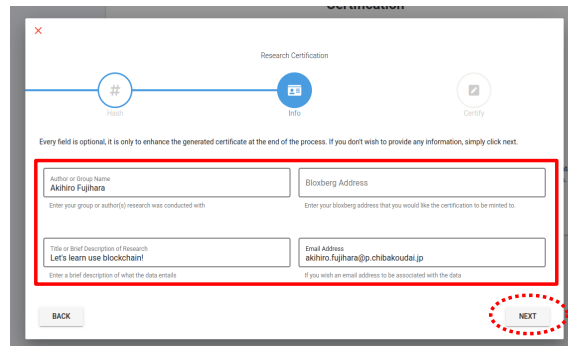 Certification
×
Research Certification
#
Hash
Info
Certify
Every field is optional, it is only to enhance the generated certificate at the end of the process. If you don't wish to provide any information, simply click next.
Author or Group Name
Akihiro Fujihara
Bloxberg Address
Enter your group or author(s) research was conducted with
Enter your bloxberg address that you would like the certification to be minted to.
Title or Brief Description of Research
Let's learn use blockchain!
Email Address
akihiro.fujihara@p.chibakoudai.jp
Enter a brief description of what the data entails
If you wish an email address to be associated with the data
BACK
NEXT